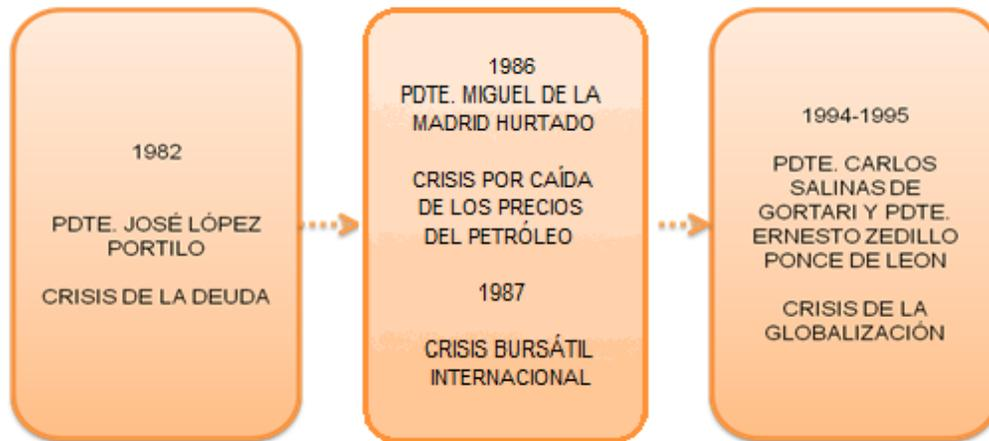 1982
PDTE. JOSÉ LÓPEZ
PORTILO
CRISIS DE LA DEUDA
1986
PDTE. MIGUEL DE LA
MADRID HURTADO
CRISIS POR CAÍDA
DE LOS PRECIOS
DEL PETRÓLEO
1987
CRISIS BURSÁTIL
INTERNACIONAL
1994-1995
PDTE. CARLOS
SALINAS DE
GORTARI Y PDTE.
ERNESTO ZEDILLO
PONCE DE LEON
CRISIS DE LA
GLOBALIZACIÓN